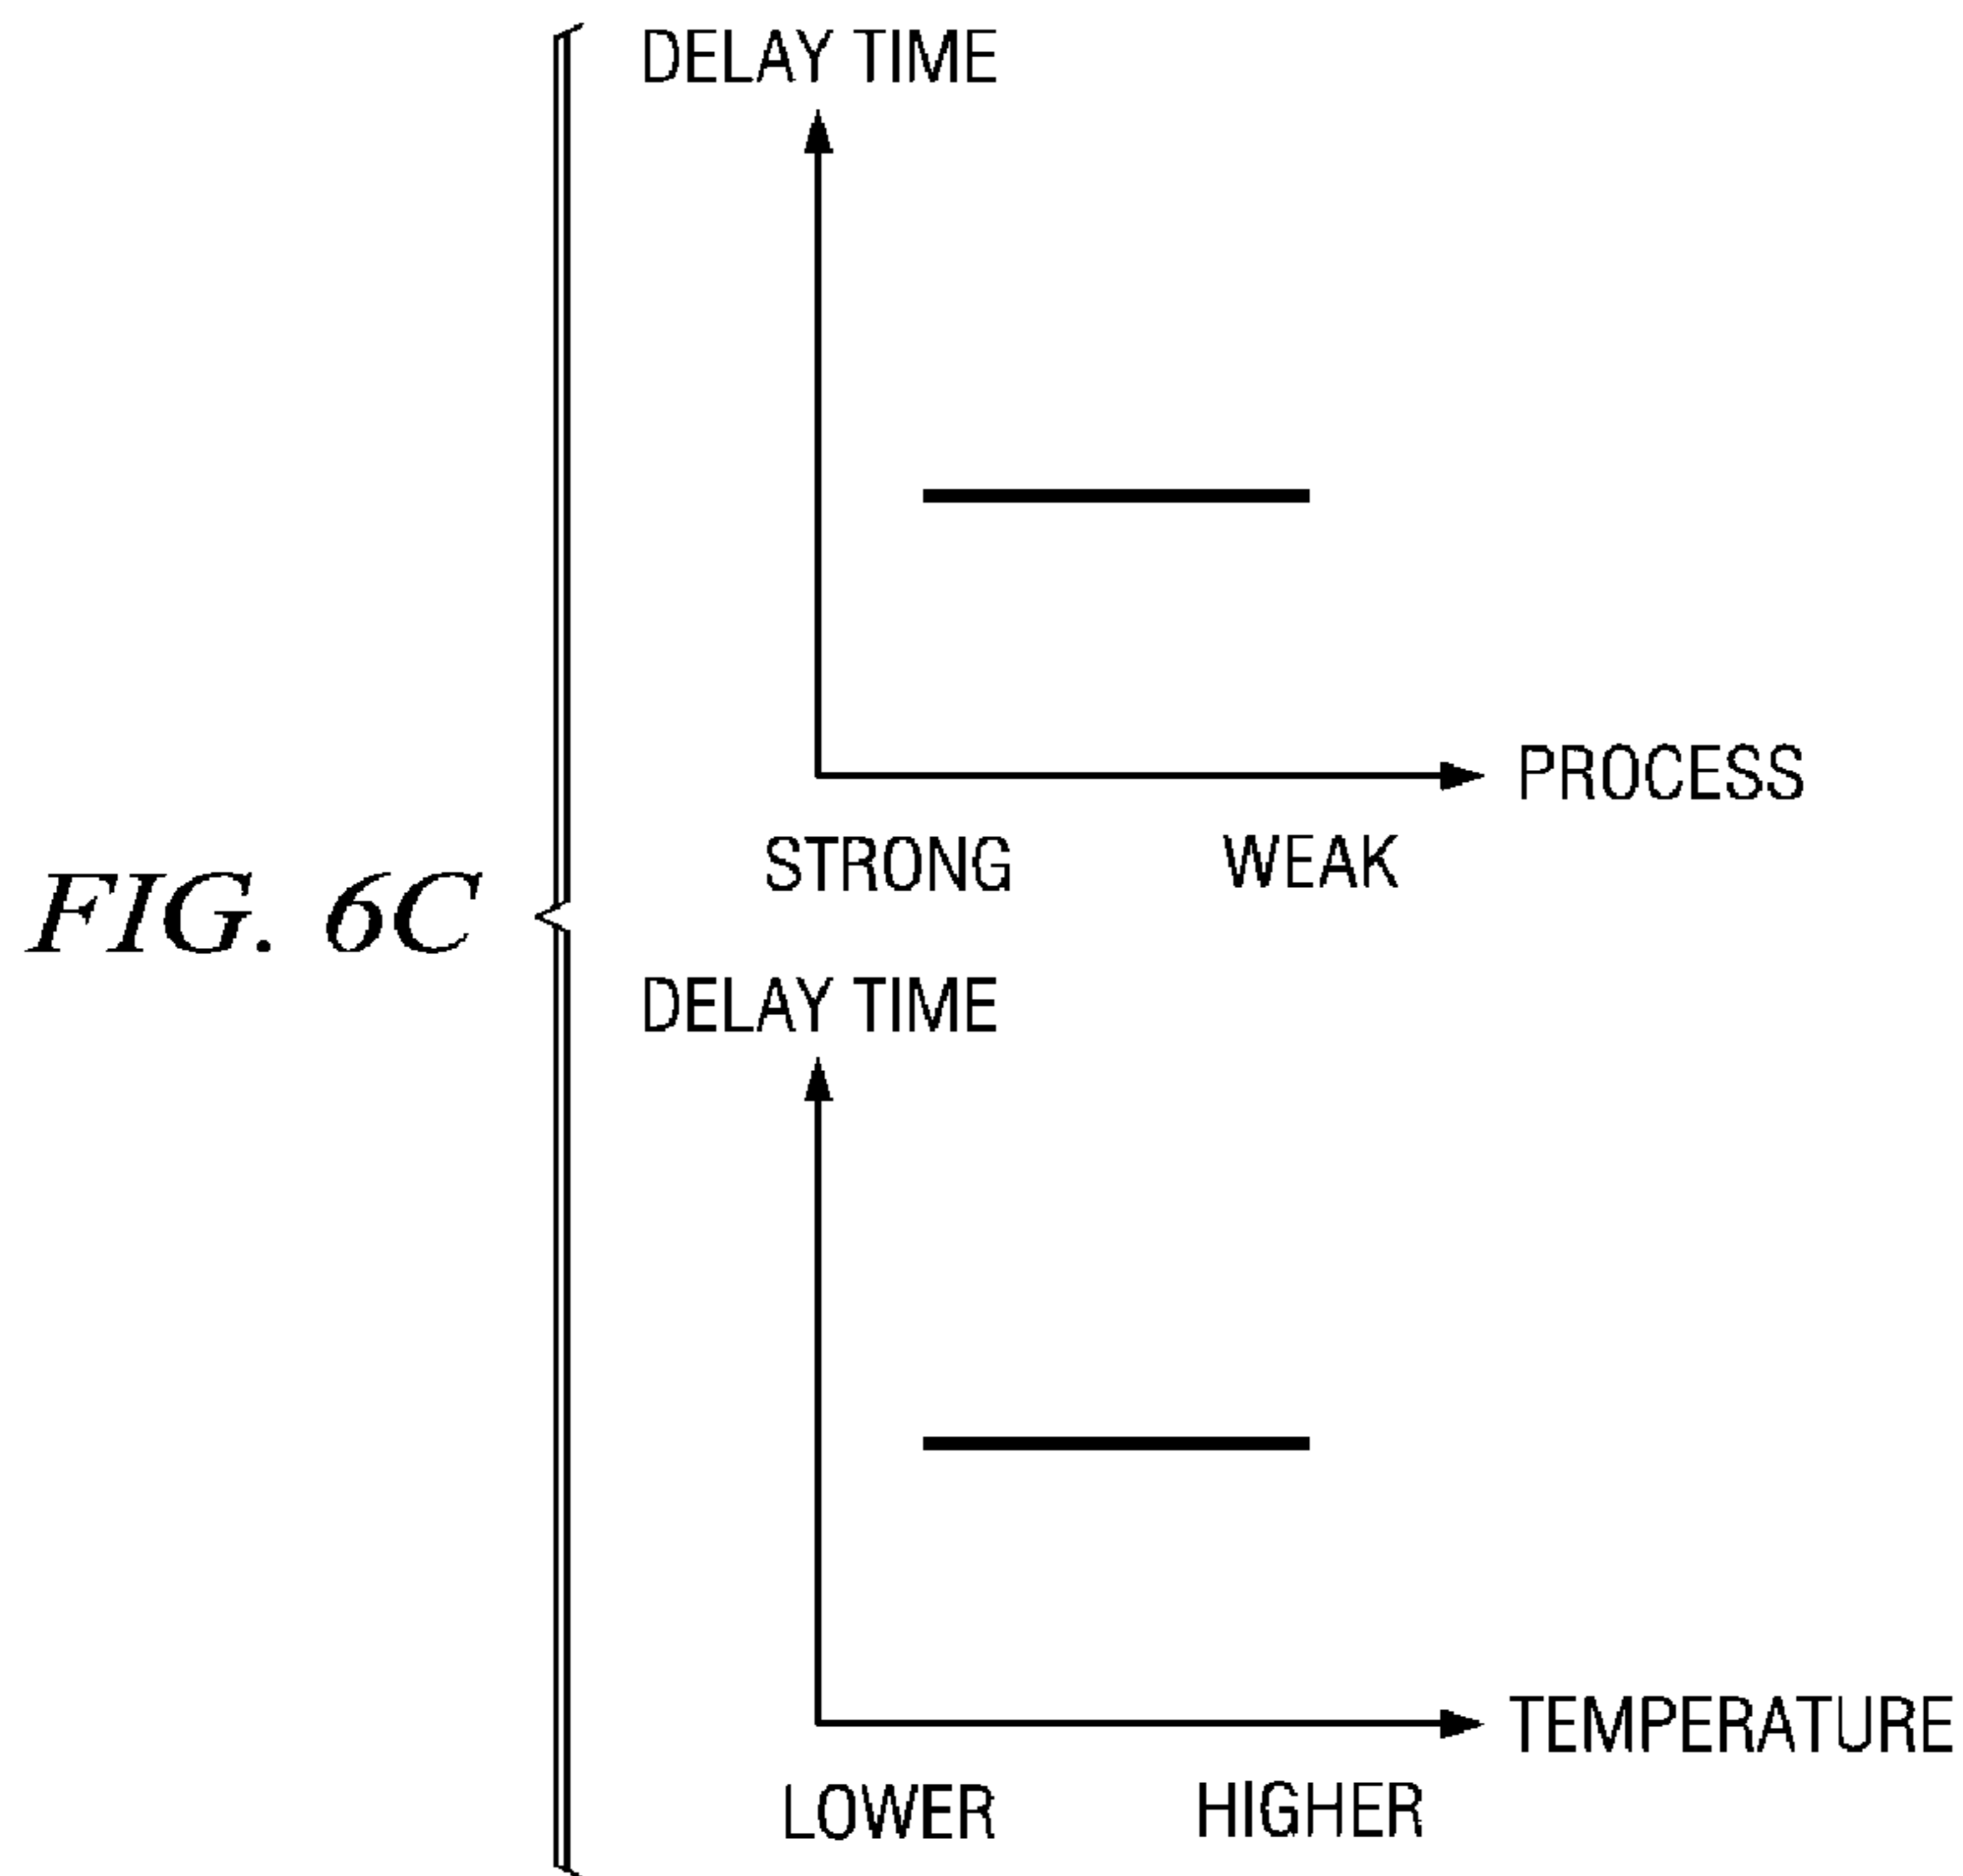 DELAY TIME
PROCESS
STRONG WEAK
FIG. 6C
DELAY TIME
TEMPERATURE
LOWER HIGHER